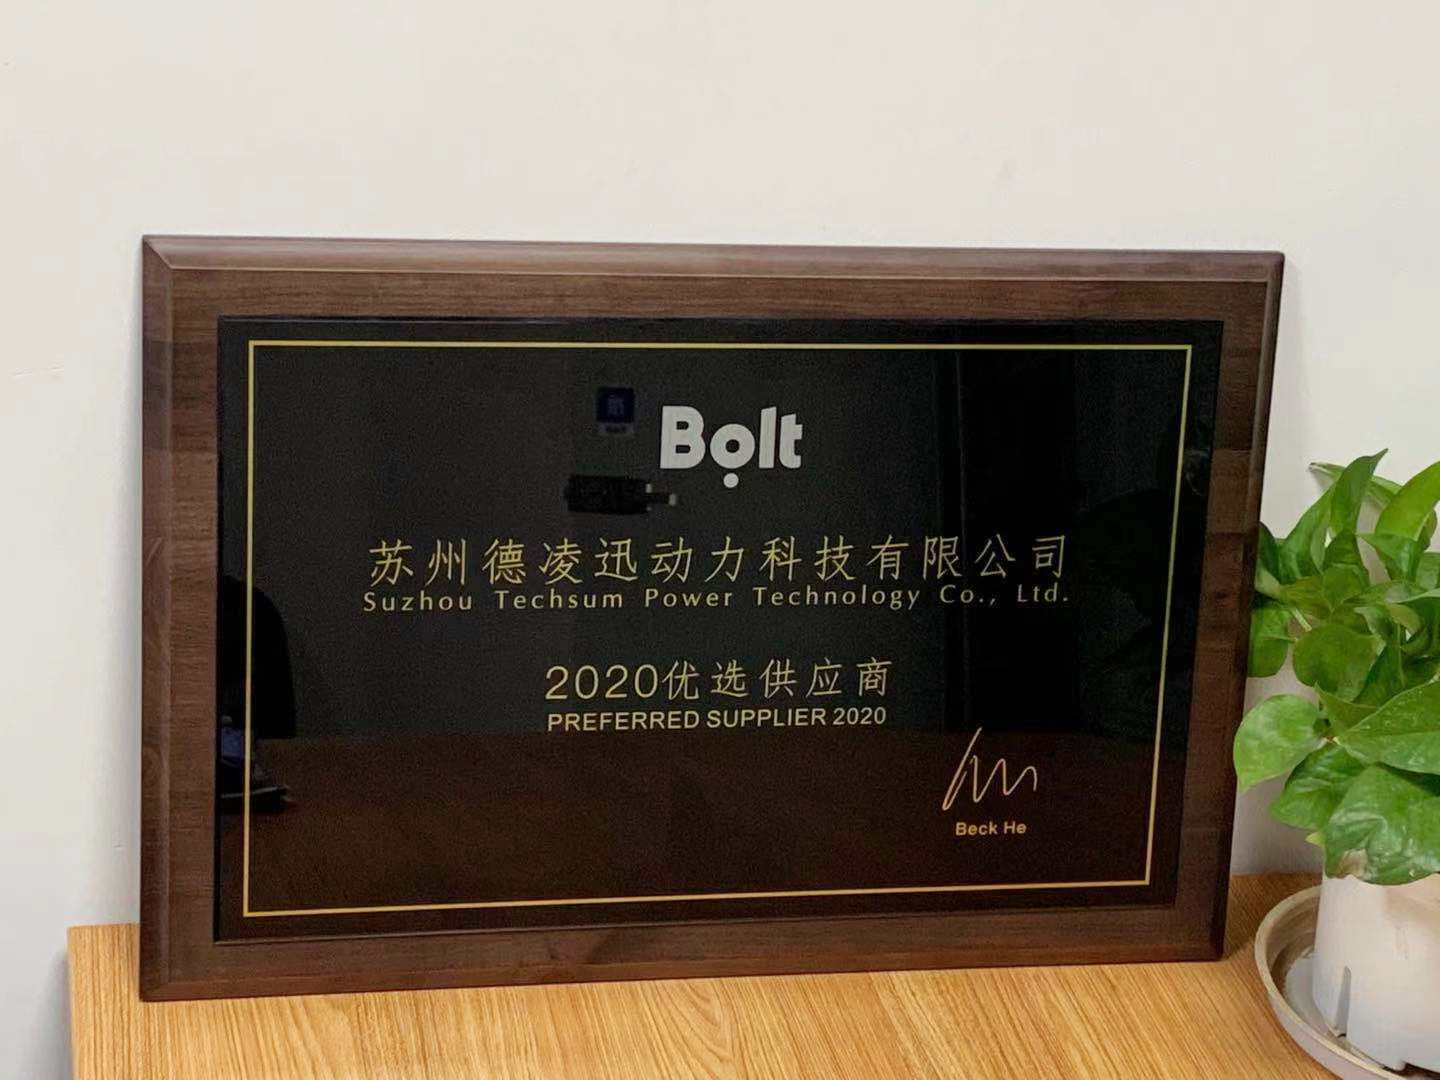 Bolt
苏州德凌迅动力科技有限公司
Suzhou Techsum Power Technology Co., Ltd.
2020优选供应商
PREFERRED SUPPLIER 2020
Beck He